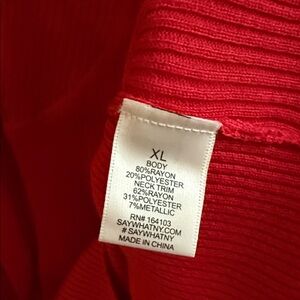 XL
BODY
80%RAYON
20%POLYESTER
NECK TRIM
62%RAYON
31%POLYESTER
7%METALLIC
RN# 164103
SAYWHATNY.COM
#SAYWHATNY
MADE IN CHINA